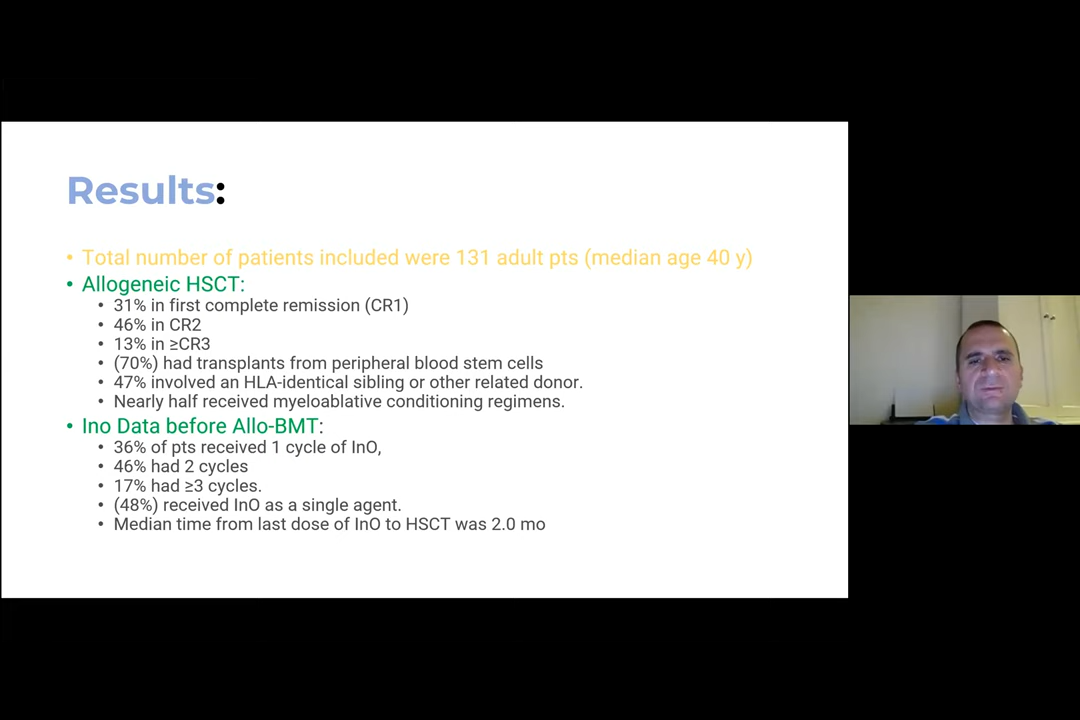 Results:
• Total number of patients included were 131 adult pts (median age 40 y)
• Allogeneic HSCT:
• 31% in first complete remission (CR1)
• 46% in CR2
• 13% in ≥CR3
• (70%) had transplants from peripheral blood stem cells
• 47% involved an HLA-identical sibling or other related donor.
• Nearly half received myeloablative conditioning regimens.
• Ino Data before Allo-BMT:
• 36% of pts received 1 cycle of InO,
• 46% had 2 cycles
• 17% had ≥3 cycles.
• (48%) received InO as a single agent.
• Median time from last dose of InO to HSCT was 2.0 mo